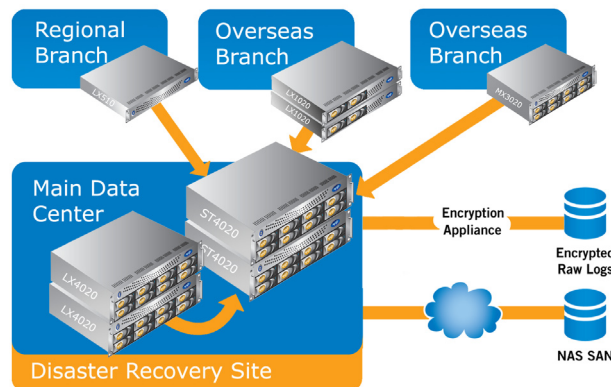 Regional
Branch
Overseas
Branch
Overseas
Branch
LX510
LX1020
LX1020
MX3020
Main Data
Center
ST4020
ST4020
LX4020
LX4020
Encryption
Appliance
Encrypted
Raw Logs
NAS SAN
Disaster Recovery Site